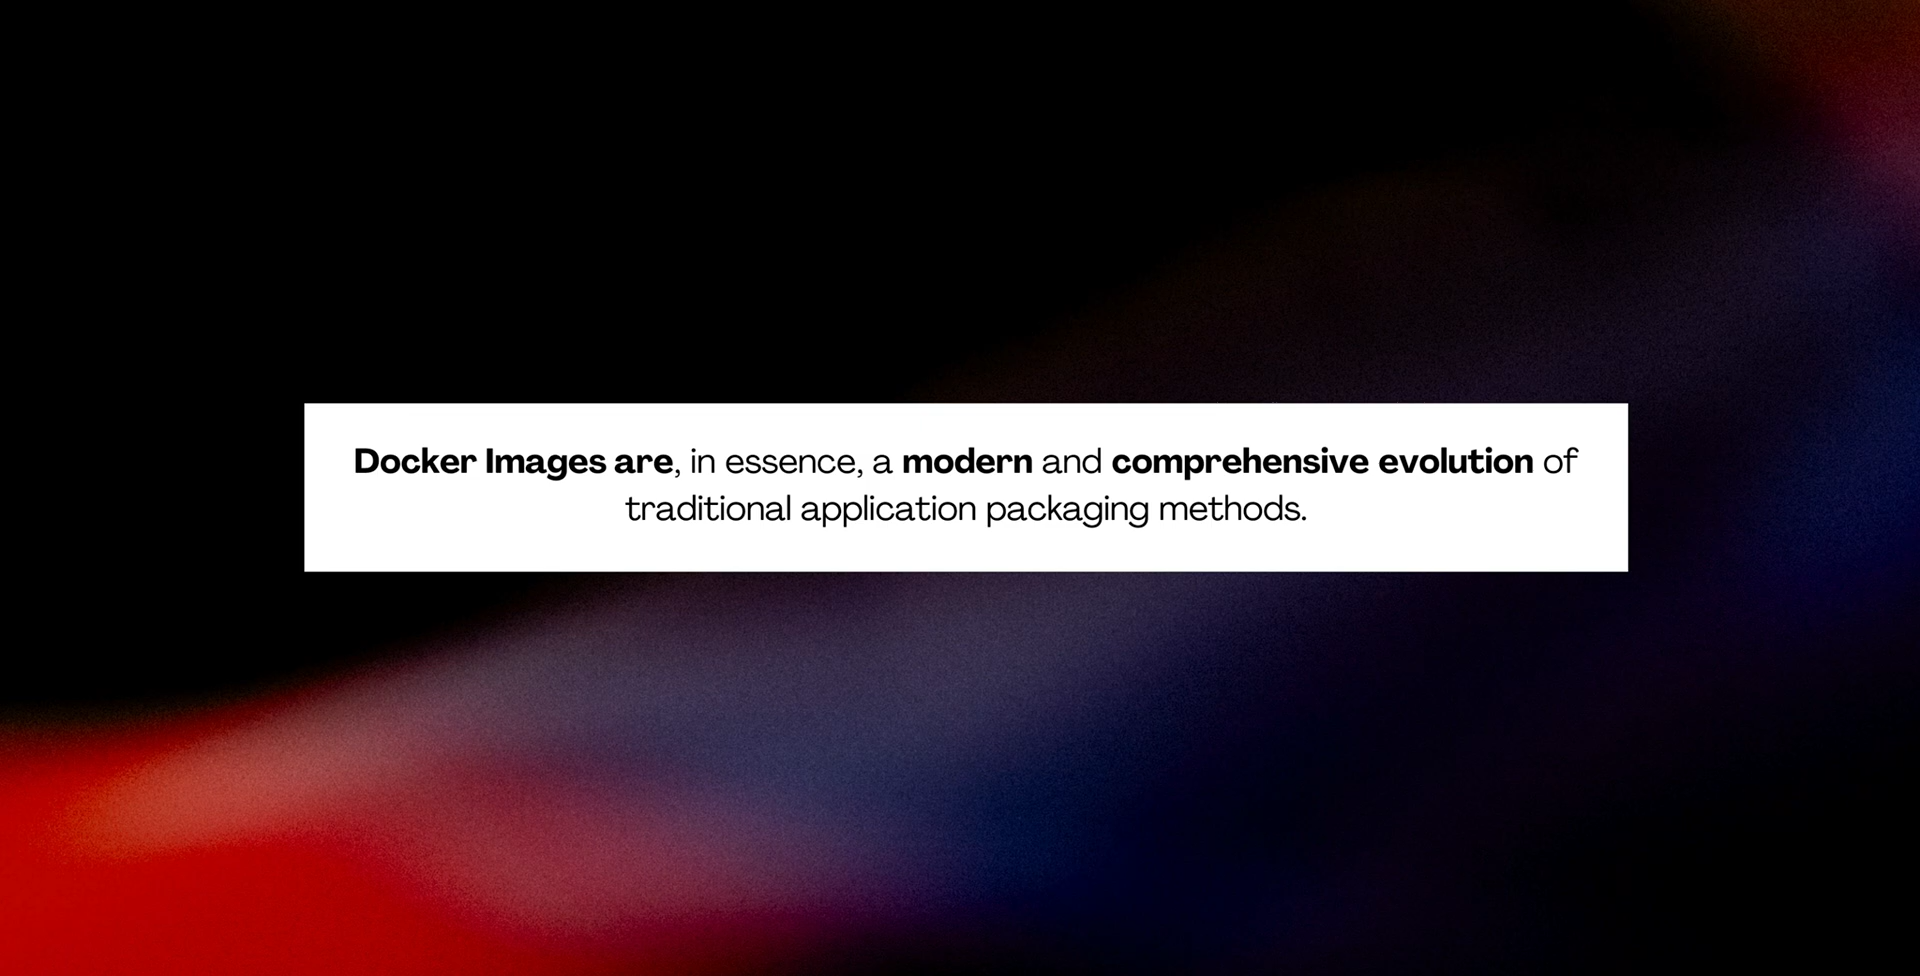 Docker Images are, in essence, a modern and comprehensive evolution of
traditional application packaging methods.